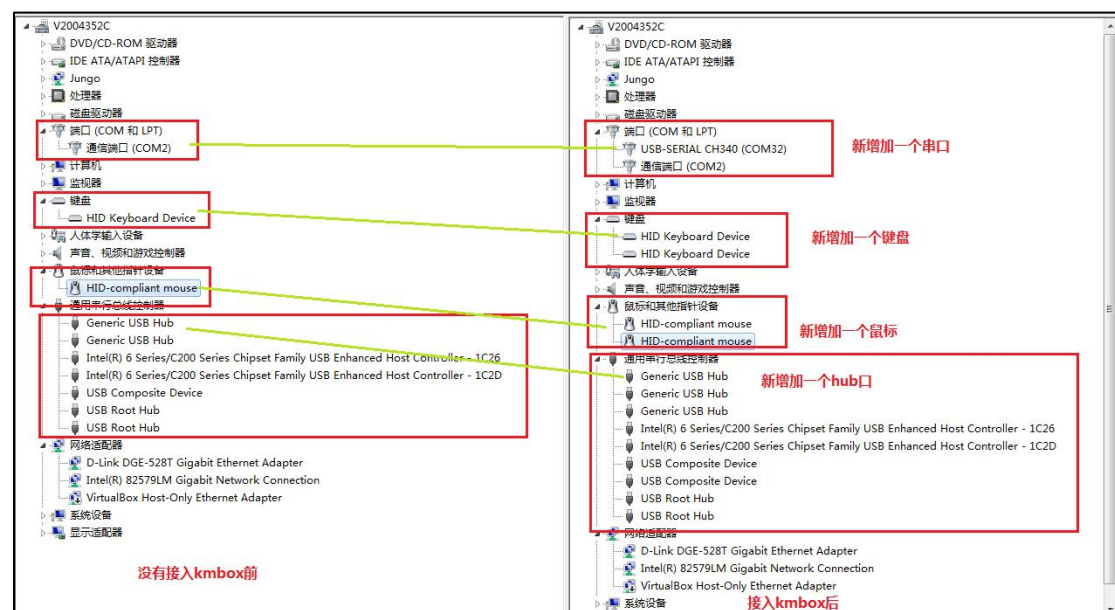 V2004352C
DVD/CD-ROM 驱动器
IDE ATA/ATAPI 控制器
Jungo
处理器
磁盘驱动器
端口 (COM 和 LPT)
通信端口 (COM2)
计算机
监视器
键盘
HID Keyboard Device
人体学输入设备
声音、视频和游戏控制器
鼠标和其他指针设备
HID-compliant mouse
通用串行总线控制器
Generic USB Hub
Generic USB Hub
Intel(R) 6 Series/C200 Series Chipset Family USB Enhanced Host Controller - 1C26
Intel(R) 6 Series/C200 Series Chipset Family USB Enhanced Host Controller - 1C2D
USB Composite Device
USB Root Hub
USB Root Hub
网络适配器
D-Link DGE-528T Gigabit Ethernet Adapter
Intel(R) 82579LM Gigabit Network Connection
VirtualBox Host-Only Ethernet Adapter
系统设备
显示适配器
没有接入kmbox前
V2004352C
DVD/CD-ROM 驱动器
IDE ATA/ATAPI 控制器
Jungo
处理器
磁盘驱动器
端口 (COM 和 LPT)
USB-SERIAL CH340 (COM32)
新增加一个串口
通信端口 (COM2)
计算机
监视器
键盘
HID Keyboard Device
新增加一个键盘
HID Keyboard Device
人体学输入设备
声音、视频和游戏控制器
鼠标和其他指针设备
HID-compliant mouse
新增加一个鼠标
HID-compliant mouse
通用串行总线控制器
Generic USB Hub
新增加一个hub口
Generic USB Hub
Generic USB Hub
Intel(R) 6 Series/C200 Series Chipset Family USB Enhanced Host Controller - 1C26
Intel(R) 6 Series/C200 Series Chipset Family USB Enhanced Host Controller - 1C2D
USB Composite Device
USB Composite Device
USB Root Hub
USB Root Hub
网络适配器
D-Link DGE-528T Gigabit Ethernet Adapter
Intel(R) 82579LM Gigabit Network Connection
VirtualBox Host-Only Ethernet Adapter
系统设备
接入kmbox后